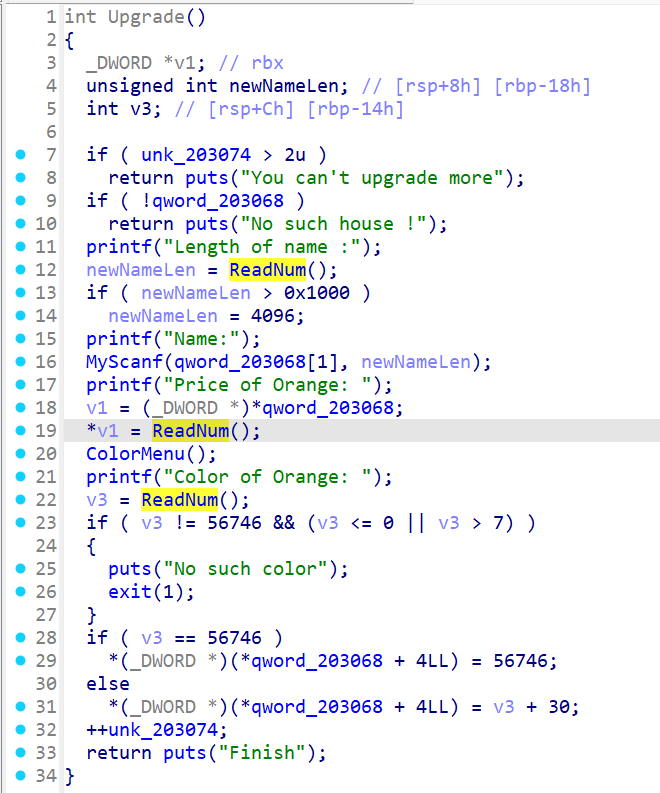 1 int Upgrade()
2 {
3   _DWORD *v1; // rbx
4   unsigned int newNameLen; // [rsp+8h] [rbp-18h]
5   int v3; // [rsp+Ch] [rbp-14h]
6
7   if ( unk_203074 > 2u )
8     return puts("You can't upgrade more");
9   if ( !qword_203068 )
10     return puts("No such house !");
11   printf("Length of name :");
12   newNameLen = ReadNum();
13   if ( newNameLen > 0x1000 )
14     newNameLen = 4096;
15   printf("Name:");
16   MyScanf(qword_203068[1], newNameLen);
17   printf("Price of Orange: ");
18   v1 = (_DWORD *)*qword_203068;
19   *v1 = ReadNum();
20   ColorMenu();
21   printf("Color of Orange: ");
22   v3 = ReadNum();
23   if ( v3 != 56746 && (v3 <= 0 || v3 > 7) )
24   {
25     puts("No such color");
26     exit(1);
27   }
28   if ( v3 == 56746 )
29     *(_DWORD *)(*qword_203068 + 4LL) = 56746;
30   else
31     *(_DWORD *)(*qword_203068 + 4LL) = v3 + 30;
32   ++unk_203074;
33   return puts("Finish");
34 }